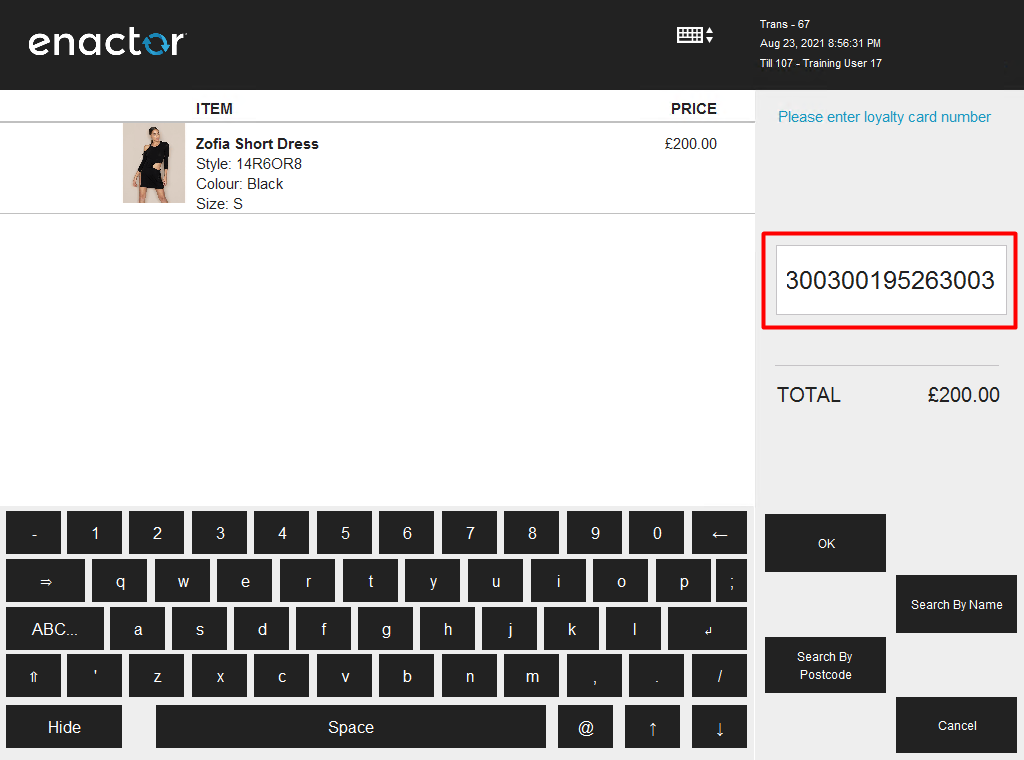 enactor
Trans - 67
Aug 23, 2021 8:56:31 PM
Till 107 - Training User 17
ITEM PRICE
Zofia Short Dress £200.00
Style: 14R6OR8
Colour: Black
Size: S
Please enter loyalty card number
300300195263003
TOTAL £200.00
- 1 2 3 4 5 6 7 8 9 0 ←
⇒ q w e r t y u i o p ;
ABC... a s d f g h j k l ↲
⇑ ' z x c v b n m , . /
Hide Space @ ↑ ↓
OK
Search By Name
Search By
Postcode
Cancel